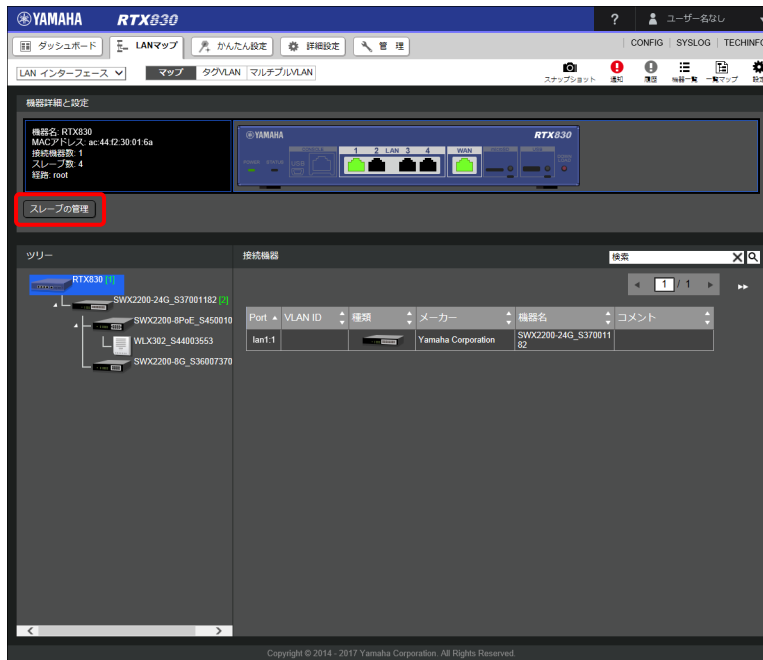 YAMAHA RTX830 ? ユーザー名なし
ダッシュボード LANマップ かんたん設定 詳細設定 管 理 CONFIG SYSLOG TECHINFO
LAN インターフェース マップ タグVLAN マルチプルVLAN スナップショット 通知 履歴 機器一覧 一覧マップ 設定
機器詳細と設定
機器名: RTX830
MACアドレス: ac:44:f2:30:01:6a
接続機器数: 1
スレーブ数: 4
経路: root
YAMAHA RTX830
1 2 LAN 3 4 WAN
POWER STATUS USB
スレーブの管理
ツリー 接続機器 検索
RTX830 [1]
1 / 1
SWX2200-24G_S37001182 [2]
SWX2200-8PoE_S450010
WLX302_S44003553
SWX2200-8G_S36007370
Port VLAN ID 種類 メーカー 機器名 コメント
lan1:1 Yamaha Corporation SWX2200-24G_S370011
82
Copyright © 2014 - 2017 Yamaha Corporation. All Rights Reserved.